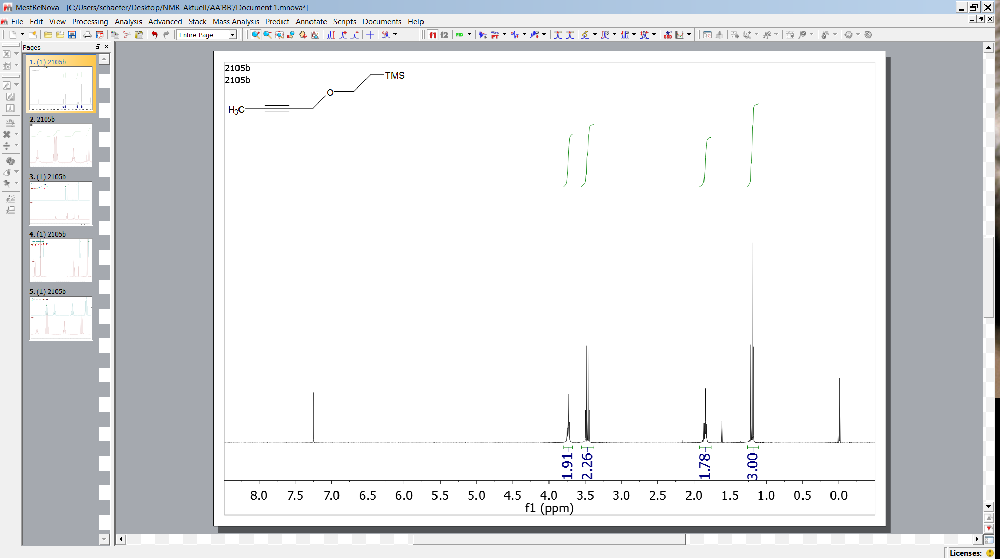 MestReNova - [C:/Users/schaefer/Desktop/NMR-Aktuell/AA'BB'/Document 1.mnova*]
File Edit View Processing Analysis Advanced Stack Mass Analysis Predict Annotate Scripts Documents Help
Entire Page f1 f2 FID FT GSD
Pages
1. (1) 2105b
2. 2105b
3. (1) 2105b
4. (1) 2105b
5. (1) 2105b
2105b
2105b
TMS
O
H3C
1.91 2.26 1.78 3.00
8.0 7.5 7.0 6.5 6.0 5.5 5.0 4.5 4.0 3.5 3.0 2.5 2.0 1.5 1.0 0.5 0.0
f1 (ppm)
Licenses: